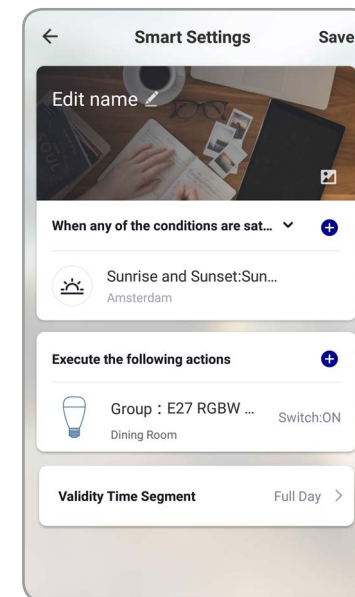 Smart Settings
Save
Edit name
When any of the conditions are sat...
Sunrise and Sunset:Sun...
Amsterdam
Execute the following actions
Group : E27 RGBW ...
Switch:ON
Dining Room
Validity Time Segment
Full Day